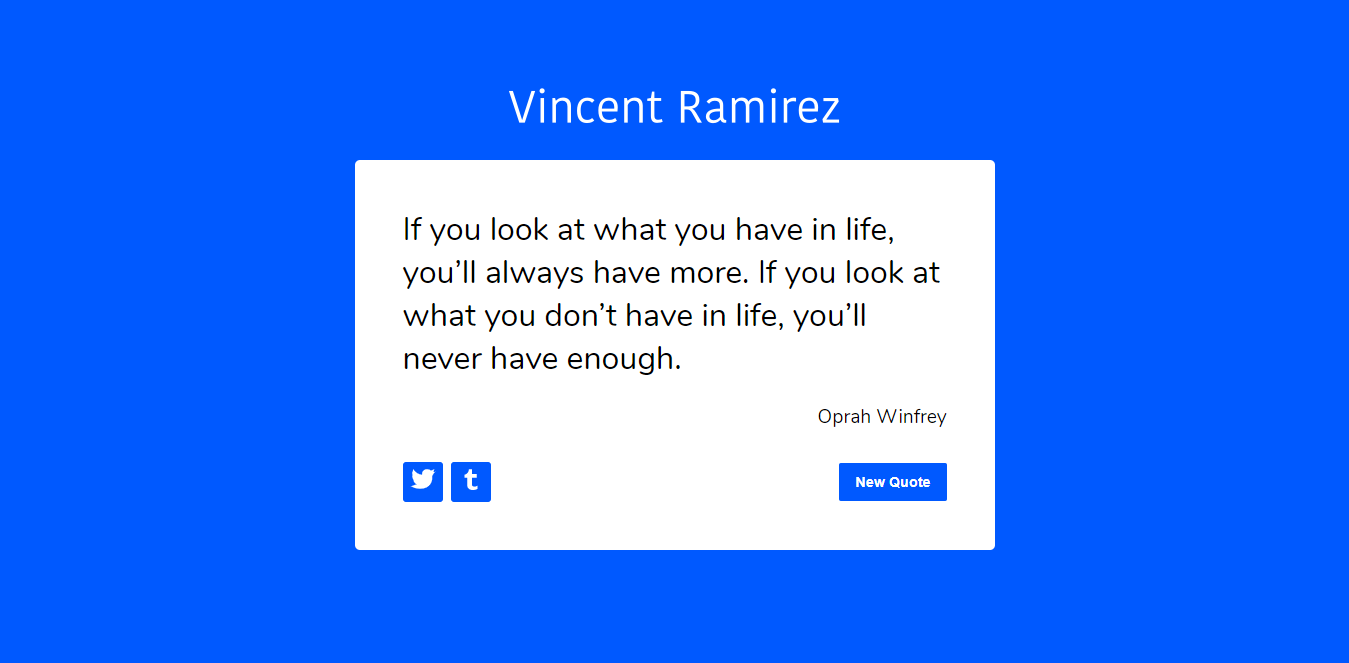 Vincent Ramirez
If you look at what you have in life,
you’ll always have more. If you look at
what you don’t have in life, you’ll
never have enough.
Oprah Winfrey
t
New Quote